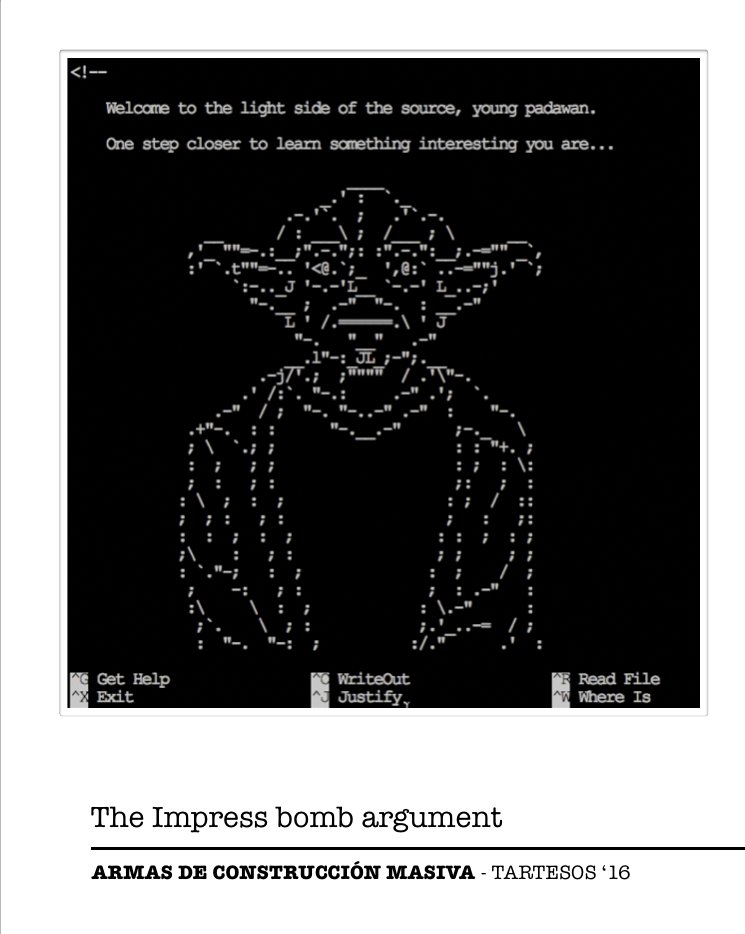 <!--
Welcome to the light side of the source, young padawan.
One step closer to learn something interesting you are...
^G Get Help ^O WriteOut ^R Read File
^X Exit ^J Justify ^W Where Is
The Impress bomb argument
ARMAS DE CONSTRUCCIÓN MASIVA - TARTESOS ‘16